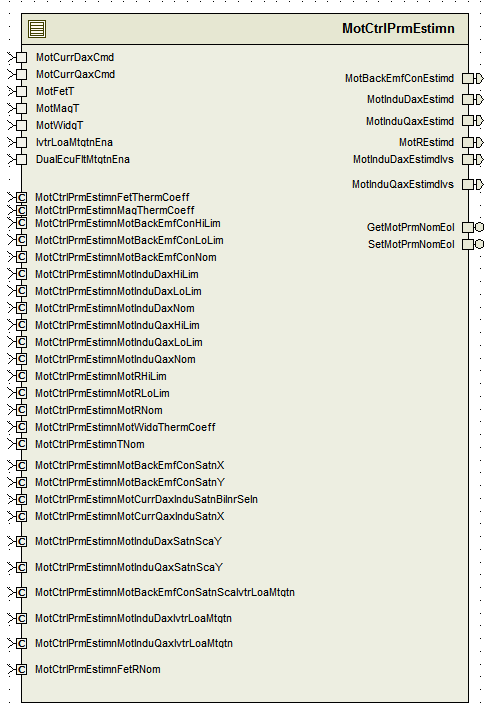 MotCtrlPrmEstimn
MotCurrDaxCmd
MotCurrQaxCmd
MotFetT
MotMagT
MotWidgT
IvtrLoaMtgtnEna
DualEcuFltMtgtnEna
MotBackEmfConEstimd
MotInduDaxEstimd
MotInduQaxEstimd
MotREstimd
MotInduDaxEstimdIvs
MotInduQaxEstimdIvs
GetMotPrmNomEol
SetMotPrmNomEol
C MotCtrlPrmEstimnFetThermCoeff
C MotCtrlPrmEstimnMagThermCoeff
C MotCtrlPrmEstimnMotBackEmfConHiLim
C MotCtrlPrmEstimnMotBackEmfConLoLim
C MotCtrlPrmEstimnMotBackEmfConNom
C MotCtrlPrmEstimnMotInduDaxHiLim
C MotCtrlPrmEstimnMotInduDaxLoLim
C MotCtrlPrmEstimnMotInduDaxNom
C MotCtrlPrmEstimnMotInduQaxHiLim
C MotCtrlPrmEstimnMotInduQaxLoLim
C MotCtrlPrmEstimnMotInduQaxNom
C MotCtrlPrmEstimnMotRHiLim
C MotCtrlPrmEstimnMotRLoLim
C MotCtrlPrmEstimnMotRNom
C MotCtrlPrmEstimnMotWidgThermCoeff
C MotCtrlPrmEstimnTNom
C MotCtrlPrmEstimnMotBackEmfConSatnX
C MotCtrlPrmEstimnMotBackEmfConSatnY
C MotCtrlPrmEstimnMotCurrDaxInduSatnBilnrSeln
C MotCtrlPrmEstimnMotCurrQaxInduSatnX
C MotCtrlPrmEstimnMotInduDaxSatnScaY
C MotCtrlPrmEstimnMotInduQaxSatnScaY
C MotCtrlPrmEstimnMotBackEmfConSatnScaIvtrLoaMtgtn
C MotCtrlPrmEstimnMotInduDaxIvtrLoaMtgtn
C MotCtrlPrmEstimnMotInduQaxIvtrLoaMtgtn
C MotCtrlPrmEstimnFetRNom